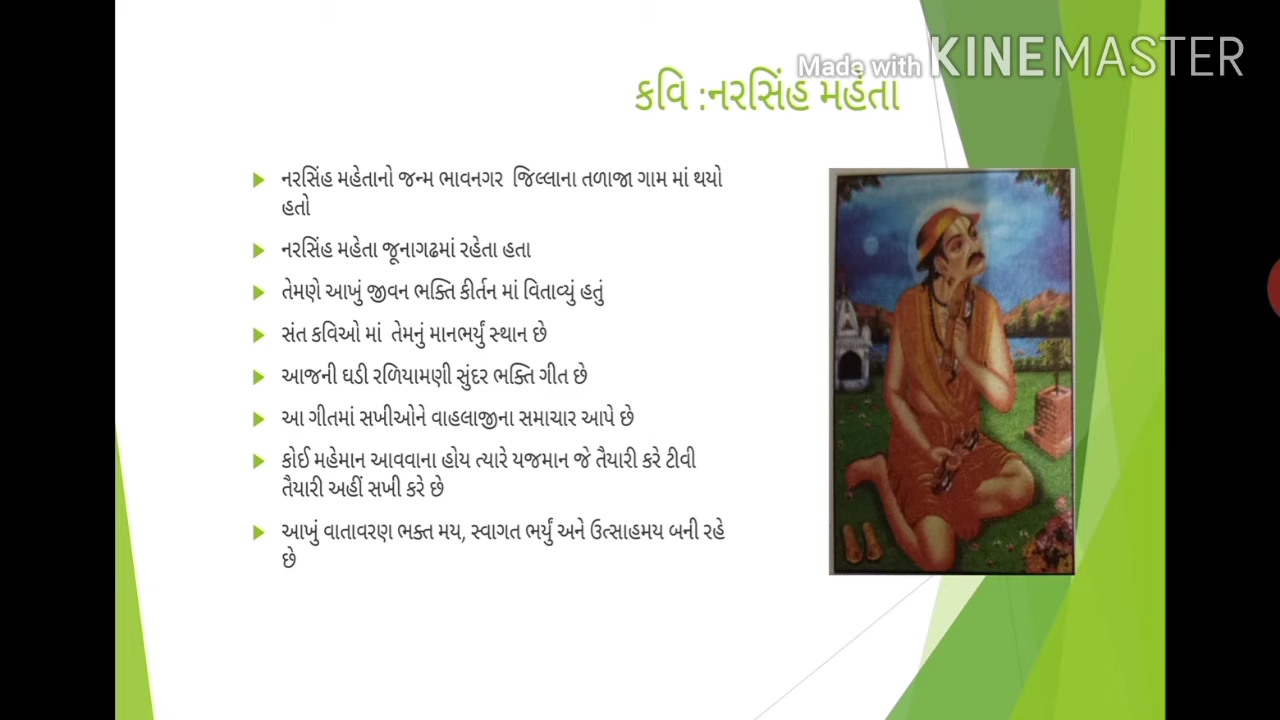 Made with KINEMASTER
કવિ :નરસિંહ મહેતા
નરસિંહ મહેતાનો જન્મ ભાવનગર જિલ્લાના તળાજા ગામ માં થયો
હતો
નરસિંહ મહેતા જૂનાગઢમાં રહેતા હતા
તેમણે આખું જીવન ભક્તિ કીર્તન માં વિતાવ્યું હતું
સંત કવિઓ માં તેમનું માનભર્યું સ્થાન છે
આજની ઘડી રળિયામણી સુંદર ભક્તિ ગીત છે
આ ગીતમાં સખીઓને વાહલાજીના સમાચાર આપે છે
કોઈ મહેમાન આવવાના હોય ત્યારે યજમાન જે તૈયારી કરે ટીવી
તૈયારી અહીં સખી કરે છે
આખું વાતાવરણ ભક્ત મય, સ્વાગત ભર્યું અને ઉત્સાહમય બની રહે
છે